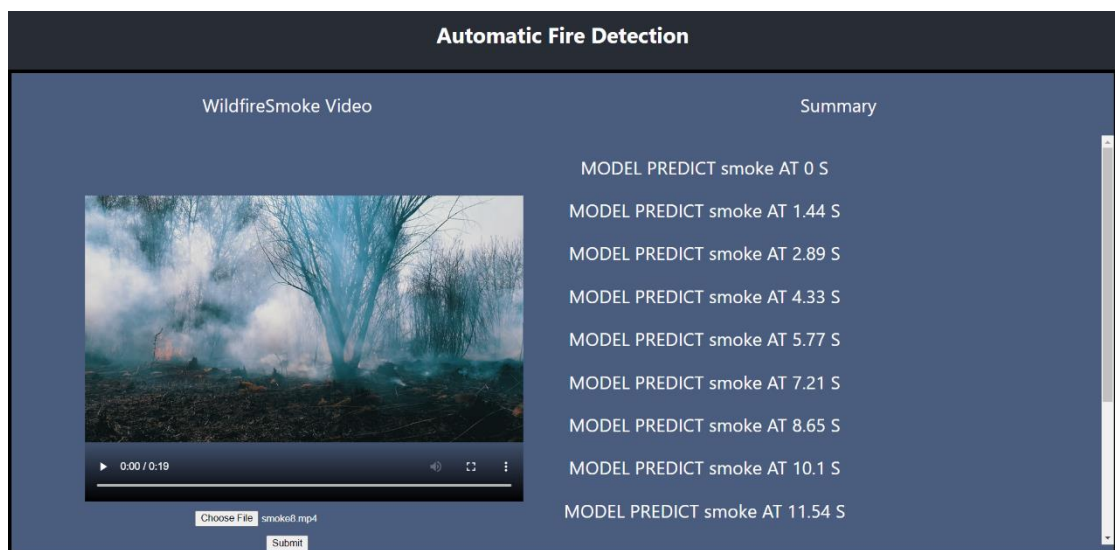 Automatic Fire Detection
WildfireSmoke Video
Summary
MODEL PREDICT smoke AT 0 S
MODEL PREDICT smoke AT 1.44 S
MODEL PREDICT smoke AT 2.89 S
MODEL PREDICT smoke AT 4.33 S
MODEL PREDICT smoke AT 5.77 S
MODEL PREDICT smoke AT 7.21 S
MODEL PREDICT smoke AT 8.65 S
MODEL PREDICT smoke AT 10.1 S
MODEL PREDICT smoke AT 11.54 S
0:00 / 0:19
Choose File smoke8.mp4
Submit